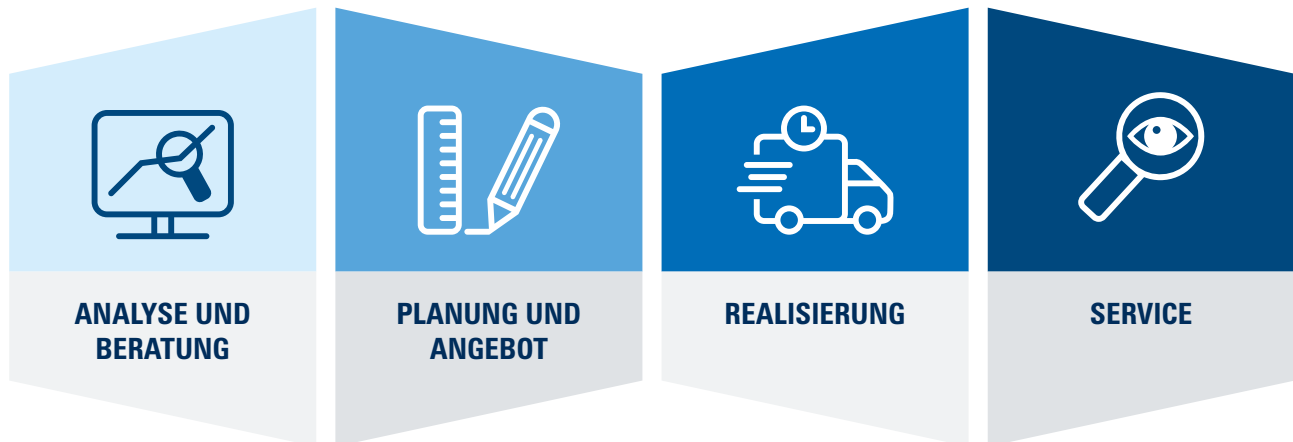 ANALYSE UND
BERATUNG
PLANUNG UND
ANGEBOT
REALISIERUNG
SERVICE